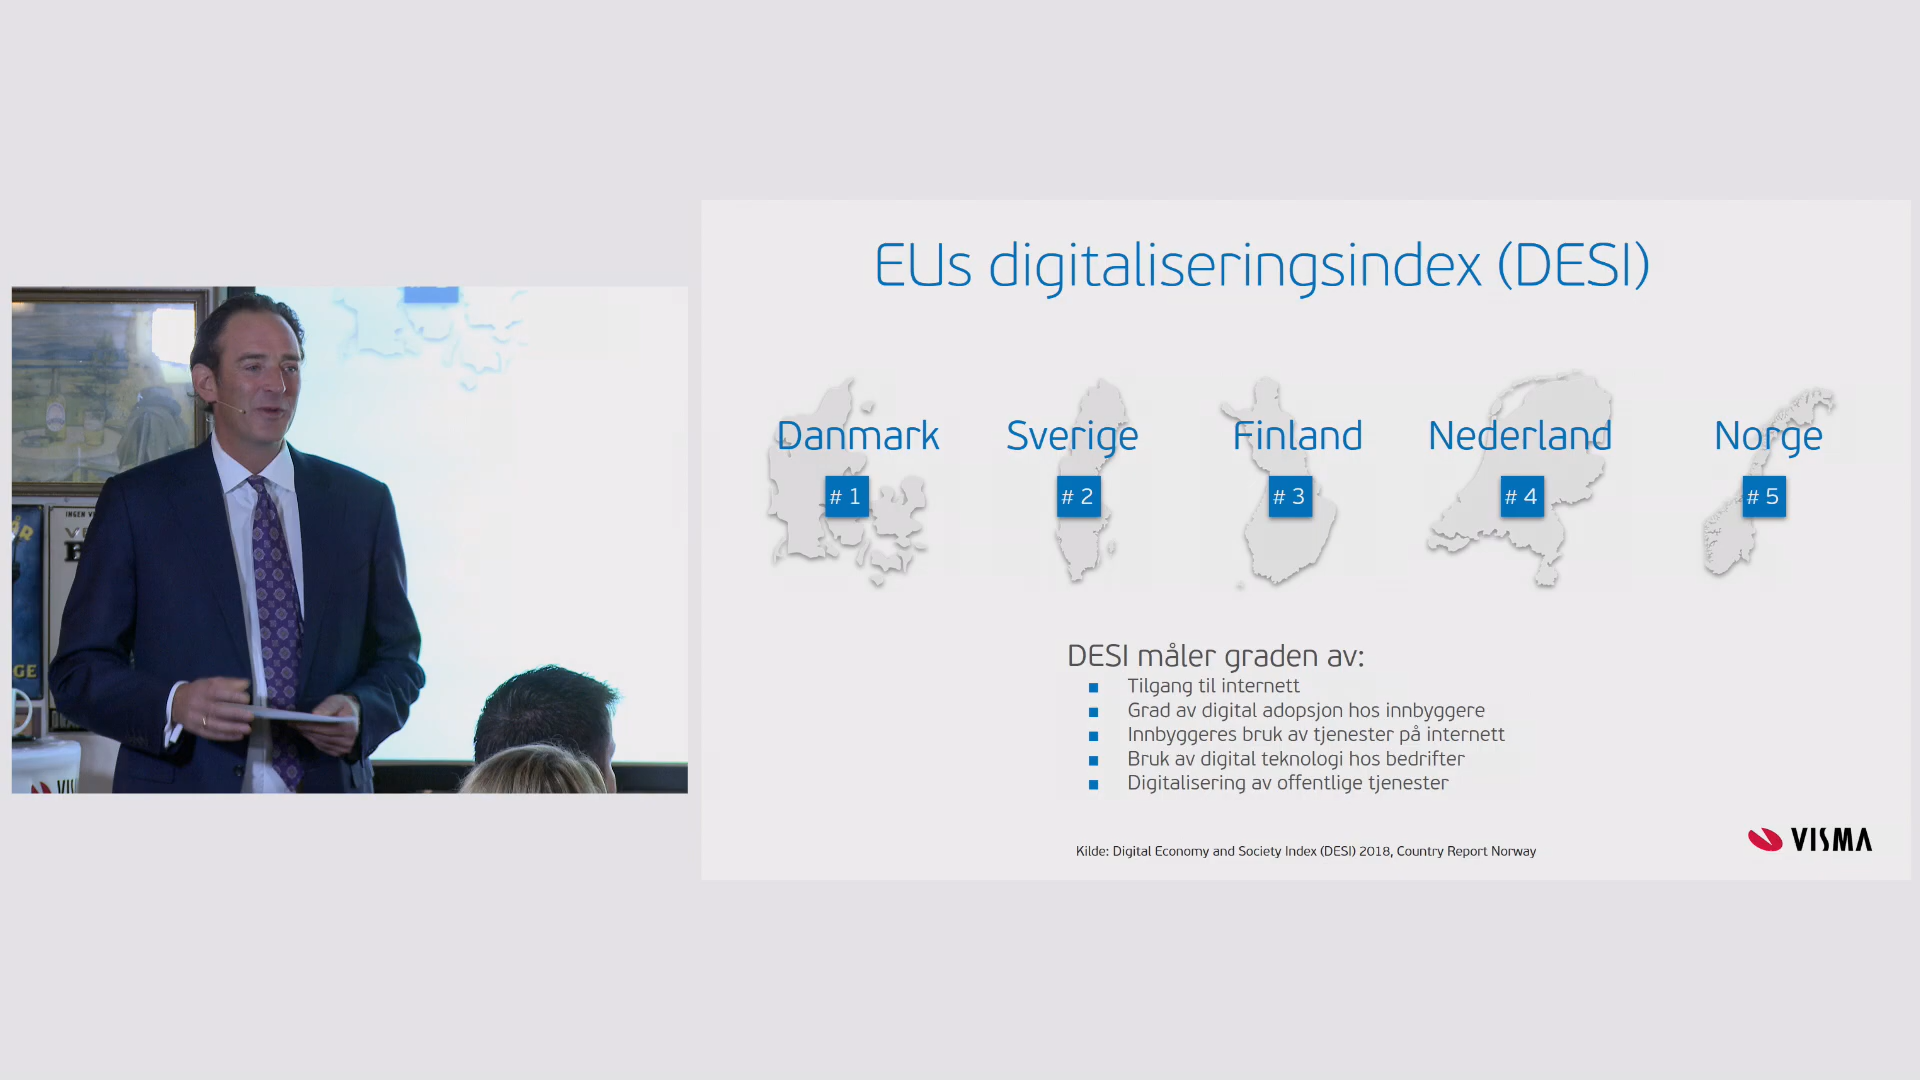 EUs digitaliseringsindex (DESI)
Danmark
# 1
Sverige
# 2
Finland
# 3
Nederland
# 4
Norge
# 5
DESI måler graden av:
Tilgang til internett
Grad av digital adopsjon hos innbyggere
Innbyggeres bruk av tjenester på internett
Bruk av digital teknologi hos bedrifter
Digitalisering av offentlige tjenester
Kilde: Digital Economy and Society Index (DESI) 2018, Country Report Norway
VISMA
INGEN
GE